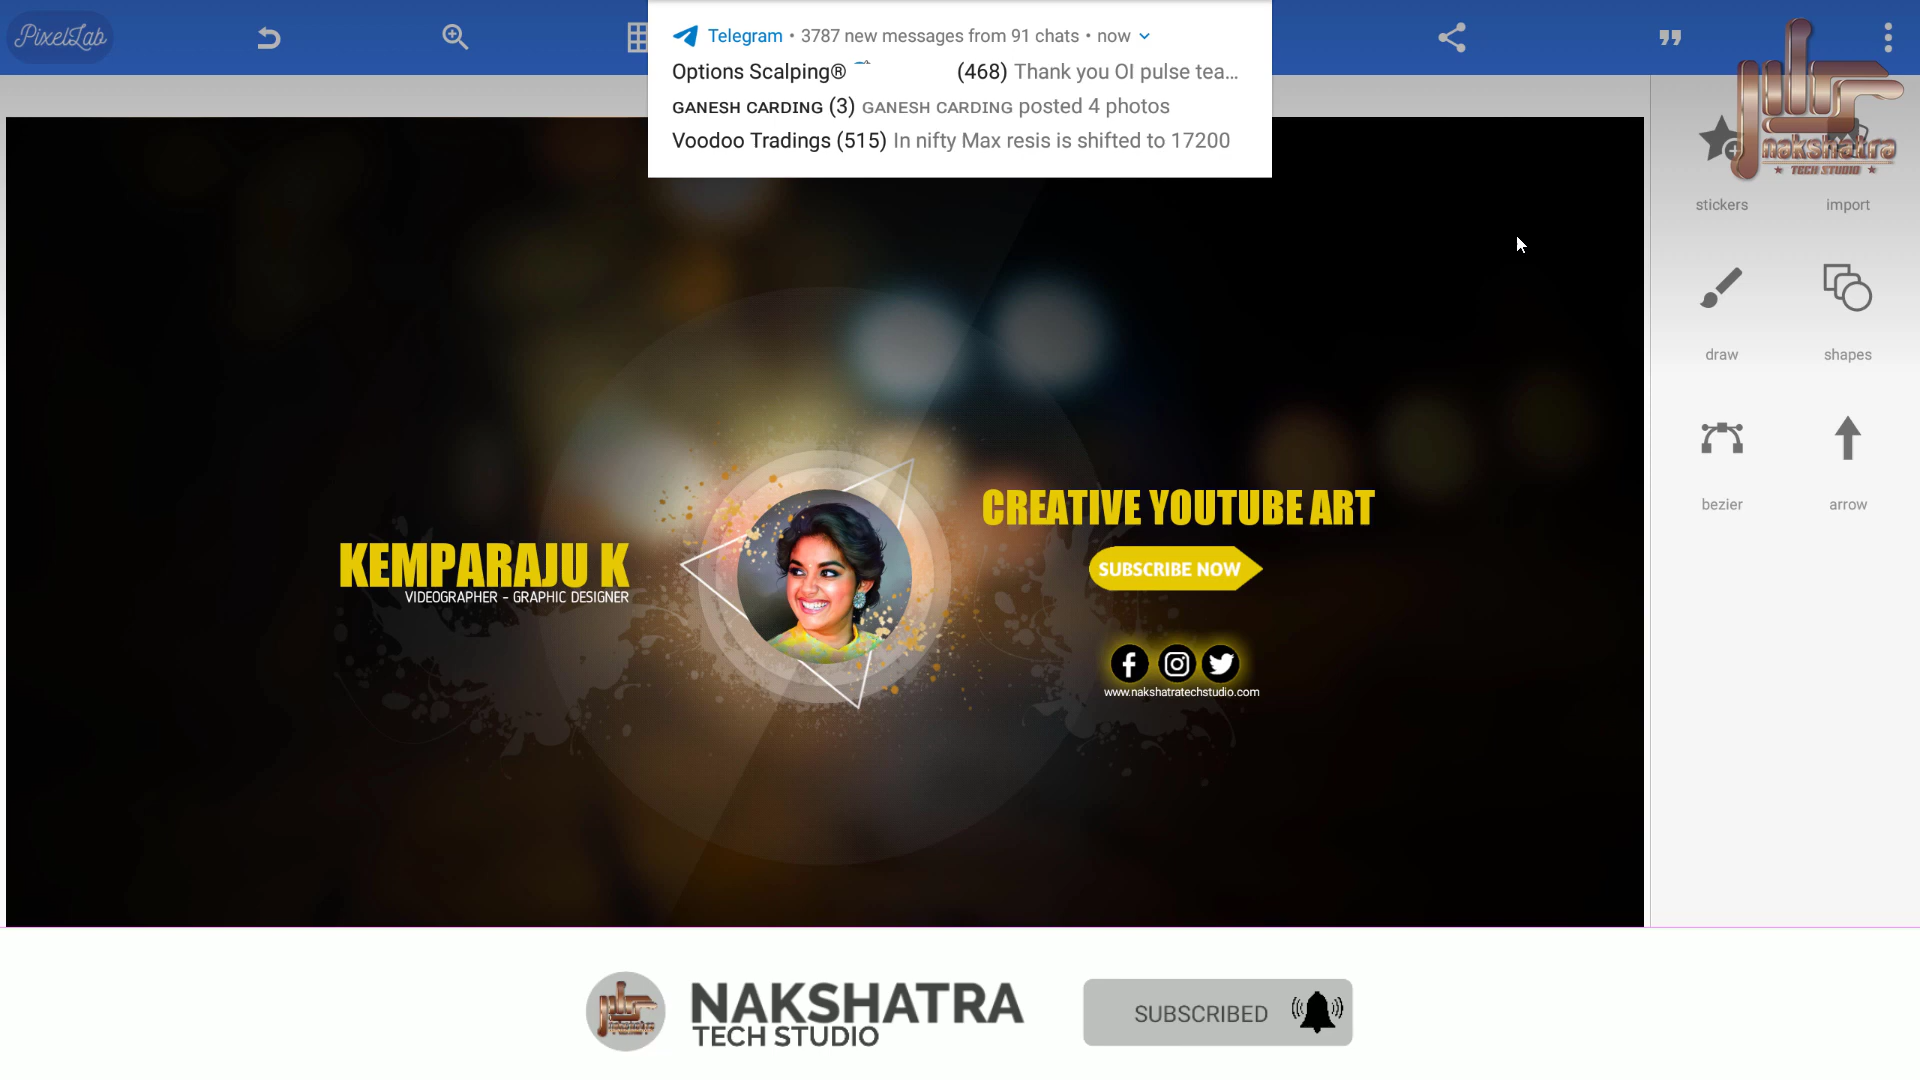 PixelLab
Telegram • 3787 new messages from 91 chats • now
Options Scalping® (468) Thank you OI pulse tea...
GANESH CARDING (3) GANESH CARDING posted 4 photos
Voodoo Tradings (515) In nifty Max resis is shifted to 17200
nakshatra
★ TECH STUDIO ★
stickers
import
draw
shapes
bezier
arrow
CREATIVE YOUTUBE ART
KEMPARAJU K
VIDEOGRAPHER - GRAPHIC DESIGNER
SUBSCRIBE NOW
www.nakshatratechstudio.com
NAKSHATRA
TECH STUDIO
SUBSCRIBED